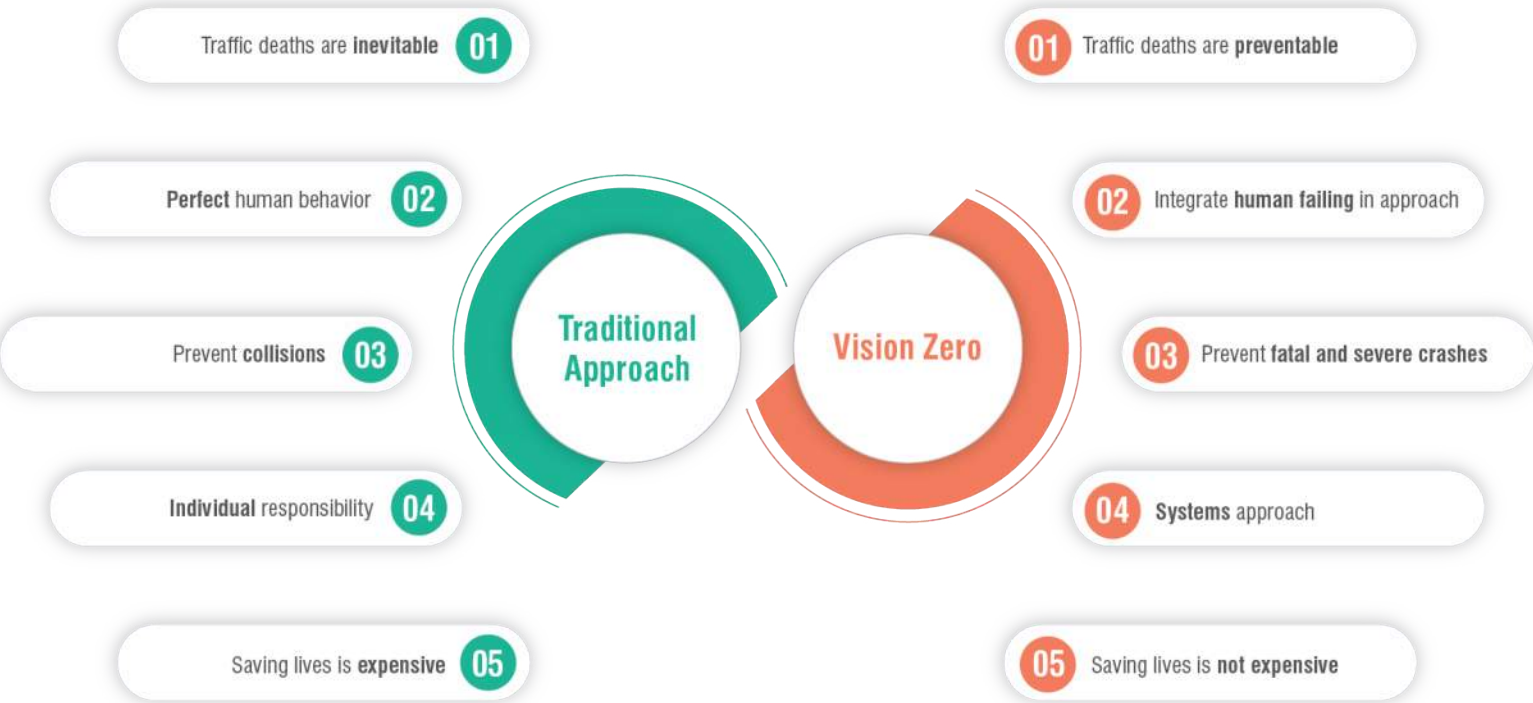 Traffic deaths are inevitable 01
Perfect human behavior 02
Prevent collisions 03
Individual responsibility 04
Saving lives is expensive 05
Traditional
Approach
Vision Zero
01 Traffic deaths are preventable
02 Integrate human failing in approach
03 Prevent fatal and severe crashes
04 Systems approach
05 Saving lives is not expensive